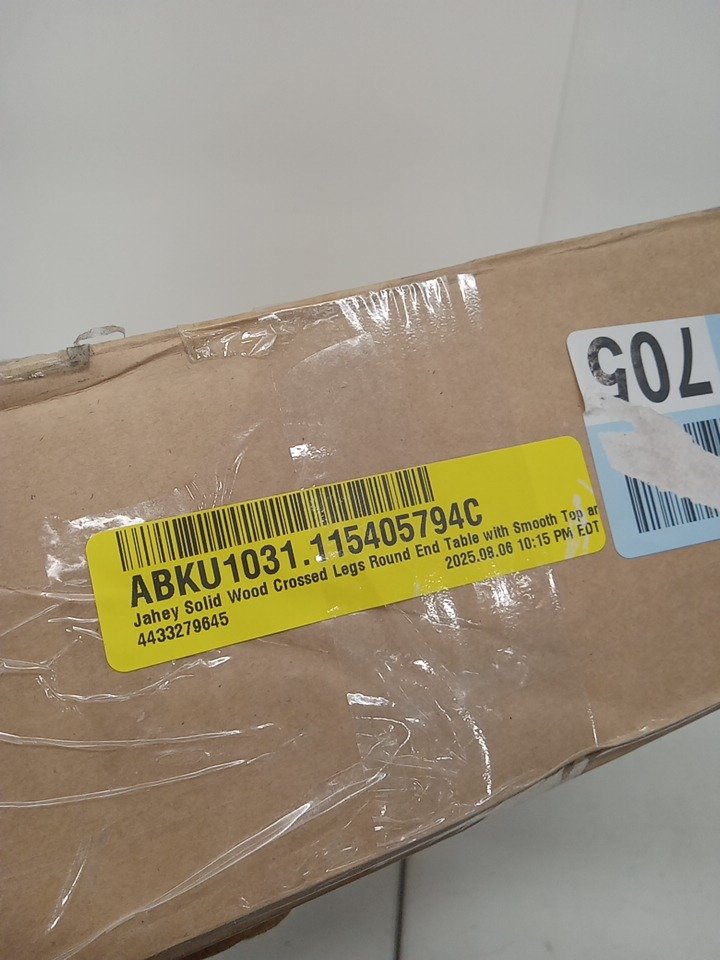 705
ABKU1031.115405794C
Jahey Solid Wood Crossed Legs Round End Table with Smooth Top ar
2025.08.06 10:15 PM EDT
4433279645